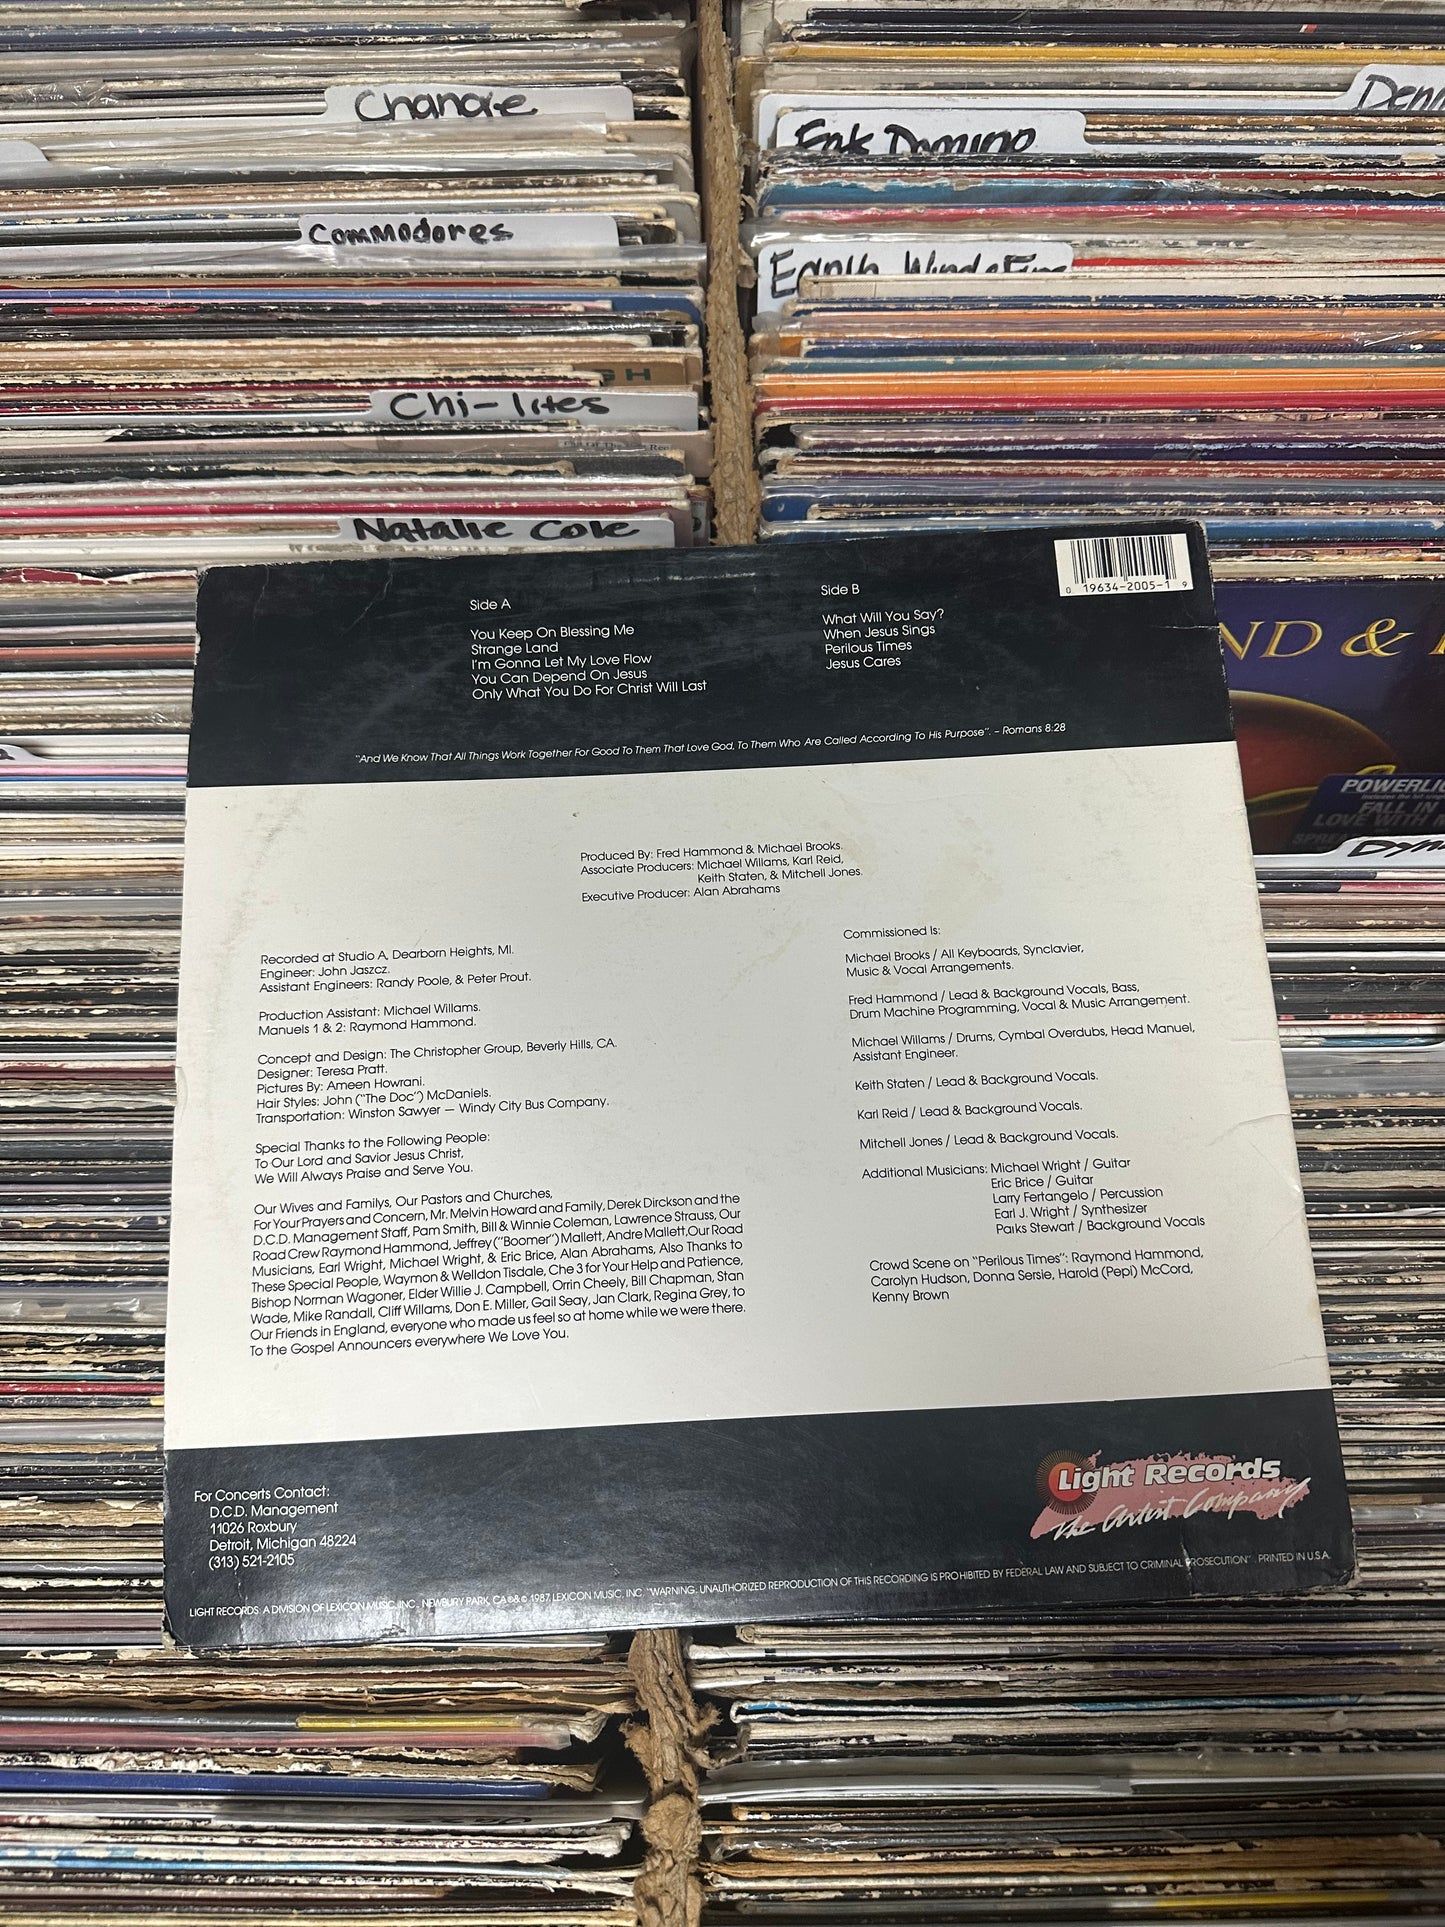 Change
Commodores
Chi-lites
Natalie Cole
Fats Domino
Earth Wind & Fire
ND &
POWERLIG
FALL IN
LOVE WITH M
GH
0 19634-2005-1 9
Side A
You Keep On Blessing Me
Strange Land
I'm Gonna Let My Love Flow
You Can Depend On Jesus
Only What You Do For Christ Will Last
Side B
What Will You Say?
When Jesus Sings
Perilous Times
Jesus Cares
"And We Know That All Things Work Together For Good To Them That Love God, To Them Who Are Called According To His Purpose". – Romans 8:28
Produced By: Fred Hammond & Michael Brooks.
Associate Producers: Michael Willams, Karl Reid,
Keith Staten, & Mitchell Jones.
Executive Producer: Alan Abrahams
Recorded at Studio A, Dearborn Heights, MI.
Engineer: John Jaszcz.
Assistant Engineers: Randy Poole, & Peter Prout.
Production Assistant: Michael Willams.
Manuels 1 & 2: Raymond Hammond.
Concept and Design: The Christopher Group, Beverly Hills, CA.
Designer: Teresa Pratt.
Pictures By: Ameen Howrani.
Hair Styles: John ("The Doc") McDaniels.
Transportation: Winston Sawyer — Windy City Bus Company.
Special Thanks to the Following People:
To Our Lord and Savior Jesus Christ,
We Will Always Praise and Serve You.
Our Wives and Familys, Our Pastors and Churches,
For Your Prayers and Concern, Mr. Melvin Howard and Family, Derek Dirckson and the
D.C.D. Management Staff, Pam Smith, Bill & Winnie Coleman, Lawrence Strauss, Our
Road Crew Raymond Hammond, Jeffrey ("Boomer") Mallett, Andre Mallett, Our Road
Musicians, Earl Wright, Michael Wright, & Eric Brice, Alan Abrahams, Also Thanks to
These Special People, Waymon & Welldon Tisdale, Che 3 for Your Help and Patience,
Bishop Norman Wagoner, Elder Willie J. Campbell, Orrin Cheely, Bill Chapman, Stan
Wade, Mike Randall, Cliff Willams, Don E. Miller, Gail Seay, Jan Clark, Regina Grey, to
Our Friends in England, everyone who made us feel so at home while we were there.
To the Gospel Announcers everywhere We Love You.
Commissioned Is:
Michael Brooks / All Keyboards, Synclavier,
Music & Vocal Arrangements.
Fred Hammond / Lead & Background Vocals, Bass,
Drum Machine Programming, Vocal & Music Arrangement.
Michael Willams / Drums, Cymbal Overdubs, Head Manuel,
Assistant Engineer.
Keith Staten / Lead & Background Vocals.
Karl Reid / Lead & Background Vocals.
Mitchell Jones / Lead & Background Vocals.
Additional Musicians: Michael Wright / Guitar
Eric Brice / Guitar
Larry Fertangelo / Percussion
Earl J. Wright / Synthesizer
Paiks Stewart / Background Vocals
Crowd Scene on "Perilous Times": Raymond Hammond,
Carolyn Hudson, Donna Sersie, Harold (Pepi) McCord,
Kenny Brown
For Concerts Contact:
D.C.D. Management
11026 Roxbury
Detroit, Michigan 48224
(313) 521-2105
Light Records
The Artist Company
LIGHT RECORDS: A DIVISION OF LEXICON MUSIC, INC., NEWBURY PARK, CA ℗ & © 1987 LEXICON MUSIC, INC. "WARNING: UNAUTHORIZED REPRODUCTION OF THIS RECORDING IS PROHIBITED BY FEDERAL LAW AND SUBJECT TO CRIMINAL PROSECUTION". PRINTED IN U.S.A.